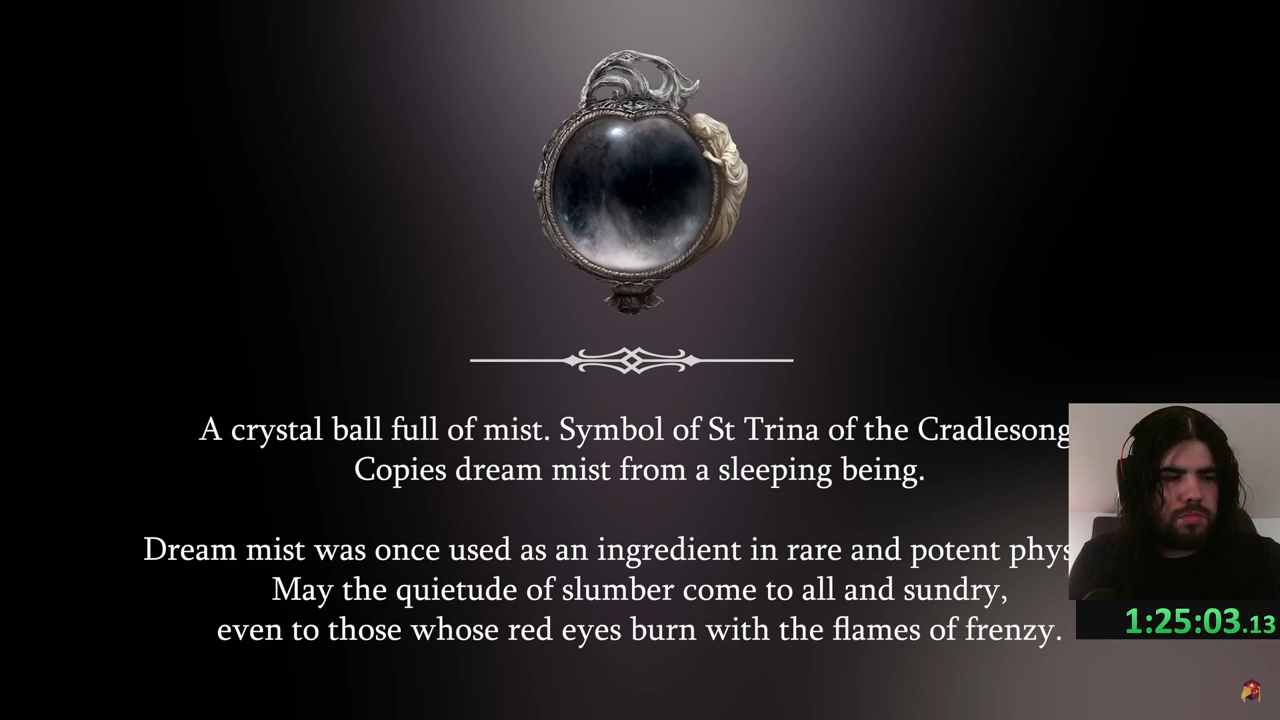 A crystal ball full of mist. Symbol of St Trina of the Cradlesong
Copies dream mist from a sleeping being.
Dream mist was once used as an ingredient in rare and potent
May the quietude of slumber come to all and sundry,
even to those whose red eyes burn with the flames of frenzy.
1:25:03.13